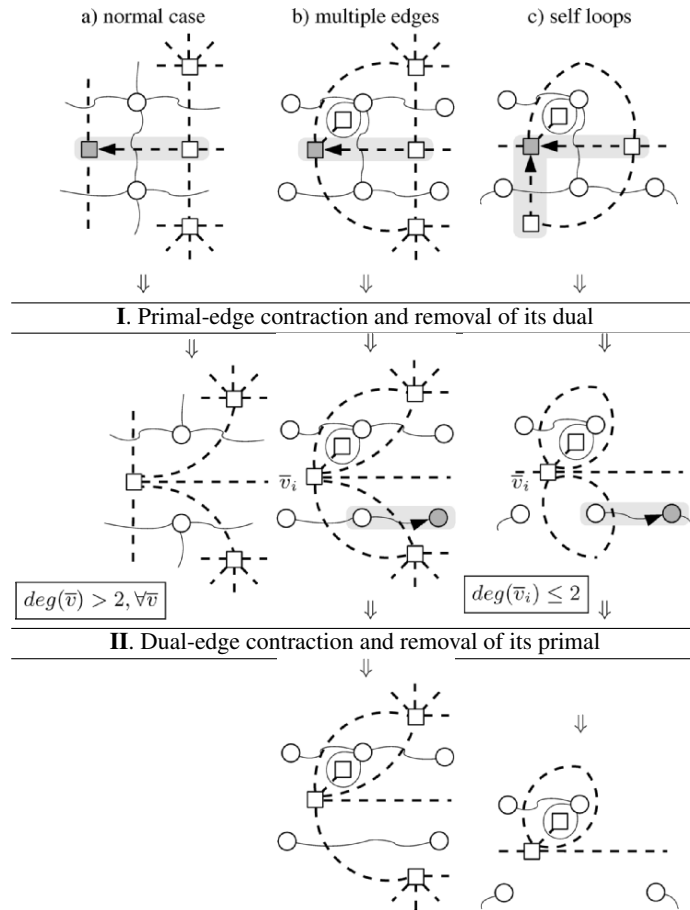 a) normal case b) multiple edges c) self loops
⇓ ⇓ ⇓
I. Primal-edge contraction and removal of its dual
⇓ ⇓ ⇓
v̅ᵢ v̅ᵢ
deg(v̅) > 2, ∀v̅ deg(v̅ᵢ) ≤ 2
⇓ ⇓
II. Dual-edge contraction and removal of its primal
⇓ ⇓